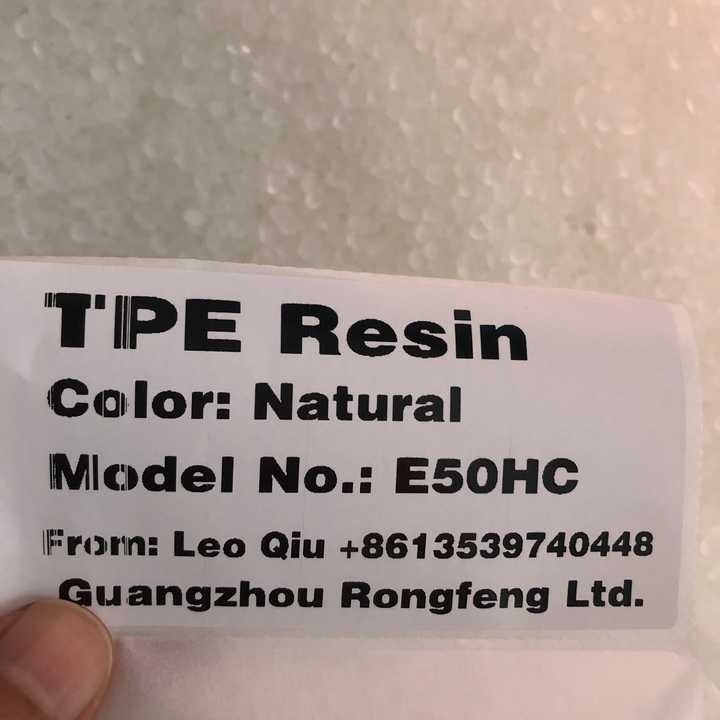 TPE Resin
Color: Natural
Model No.: E50HC
From: Leo Qiu +8613539740448
Guangzhou Rongfeng Ltd.